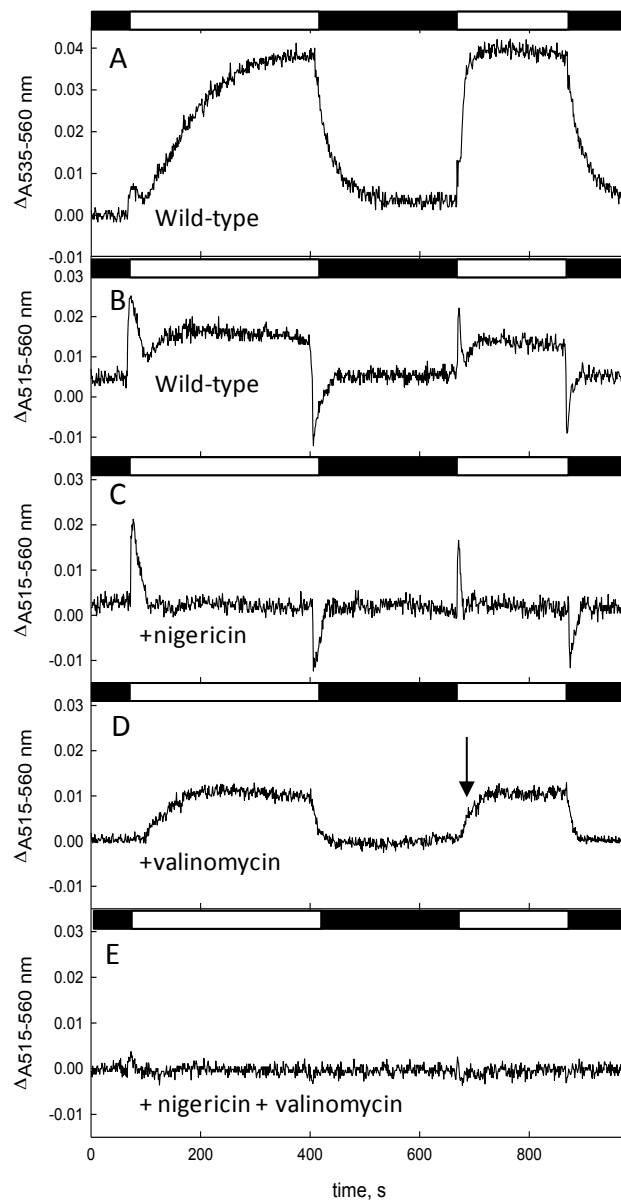 A
ΔA535-560 nm
0.04
0.03
0.02
0.01
0.00
-0.01
Wild-type
B
ΔA515-560 nm
0.03
0.02
0.01
0.00
-0.01
Wild-type
C
ΔA515-560 nm
0.03
0.02
0.01
0.00
-0.01
+nigericin
D
ΔA515-560 nm
0.03
0.02
0.01
0.00
-0.01
+valinomycin
E
ΔA515-560 nm
0.03
0.02
0.01
0.00
-0.01
+ nigericin + valinomycin
0 200 400 600 800
time, s